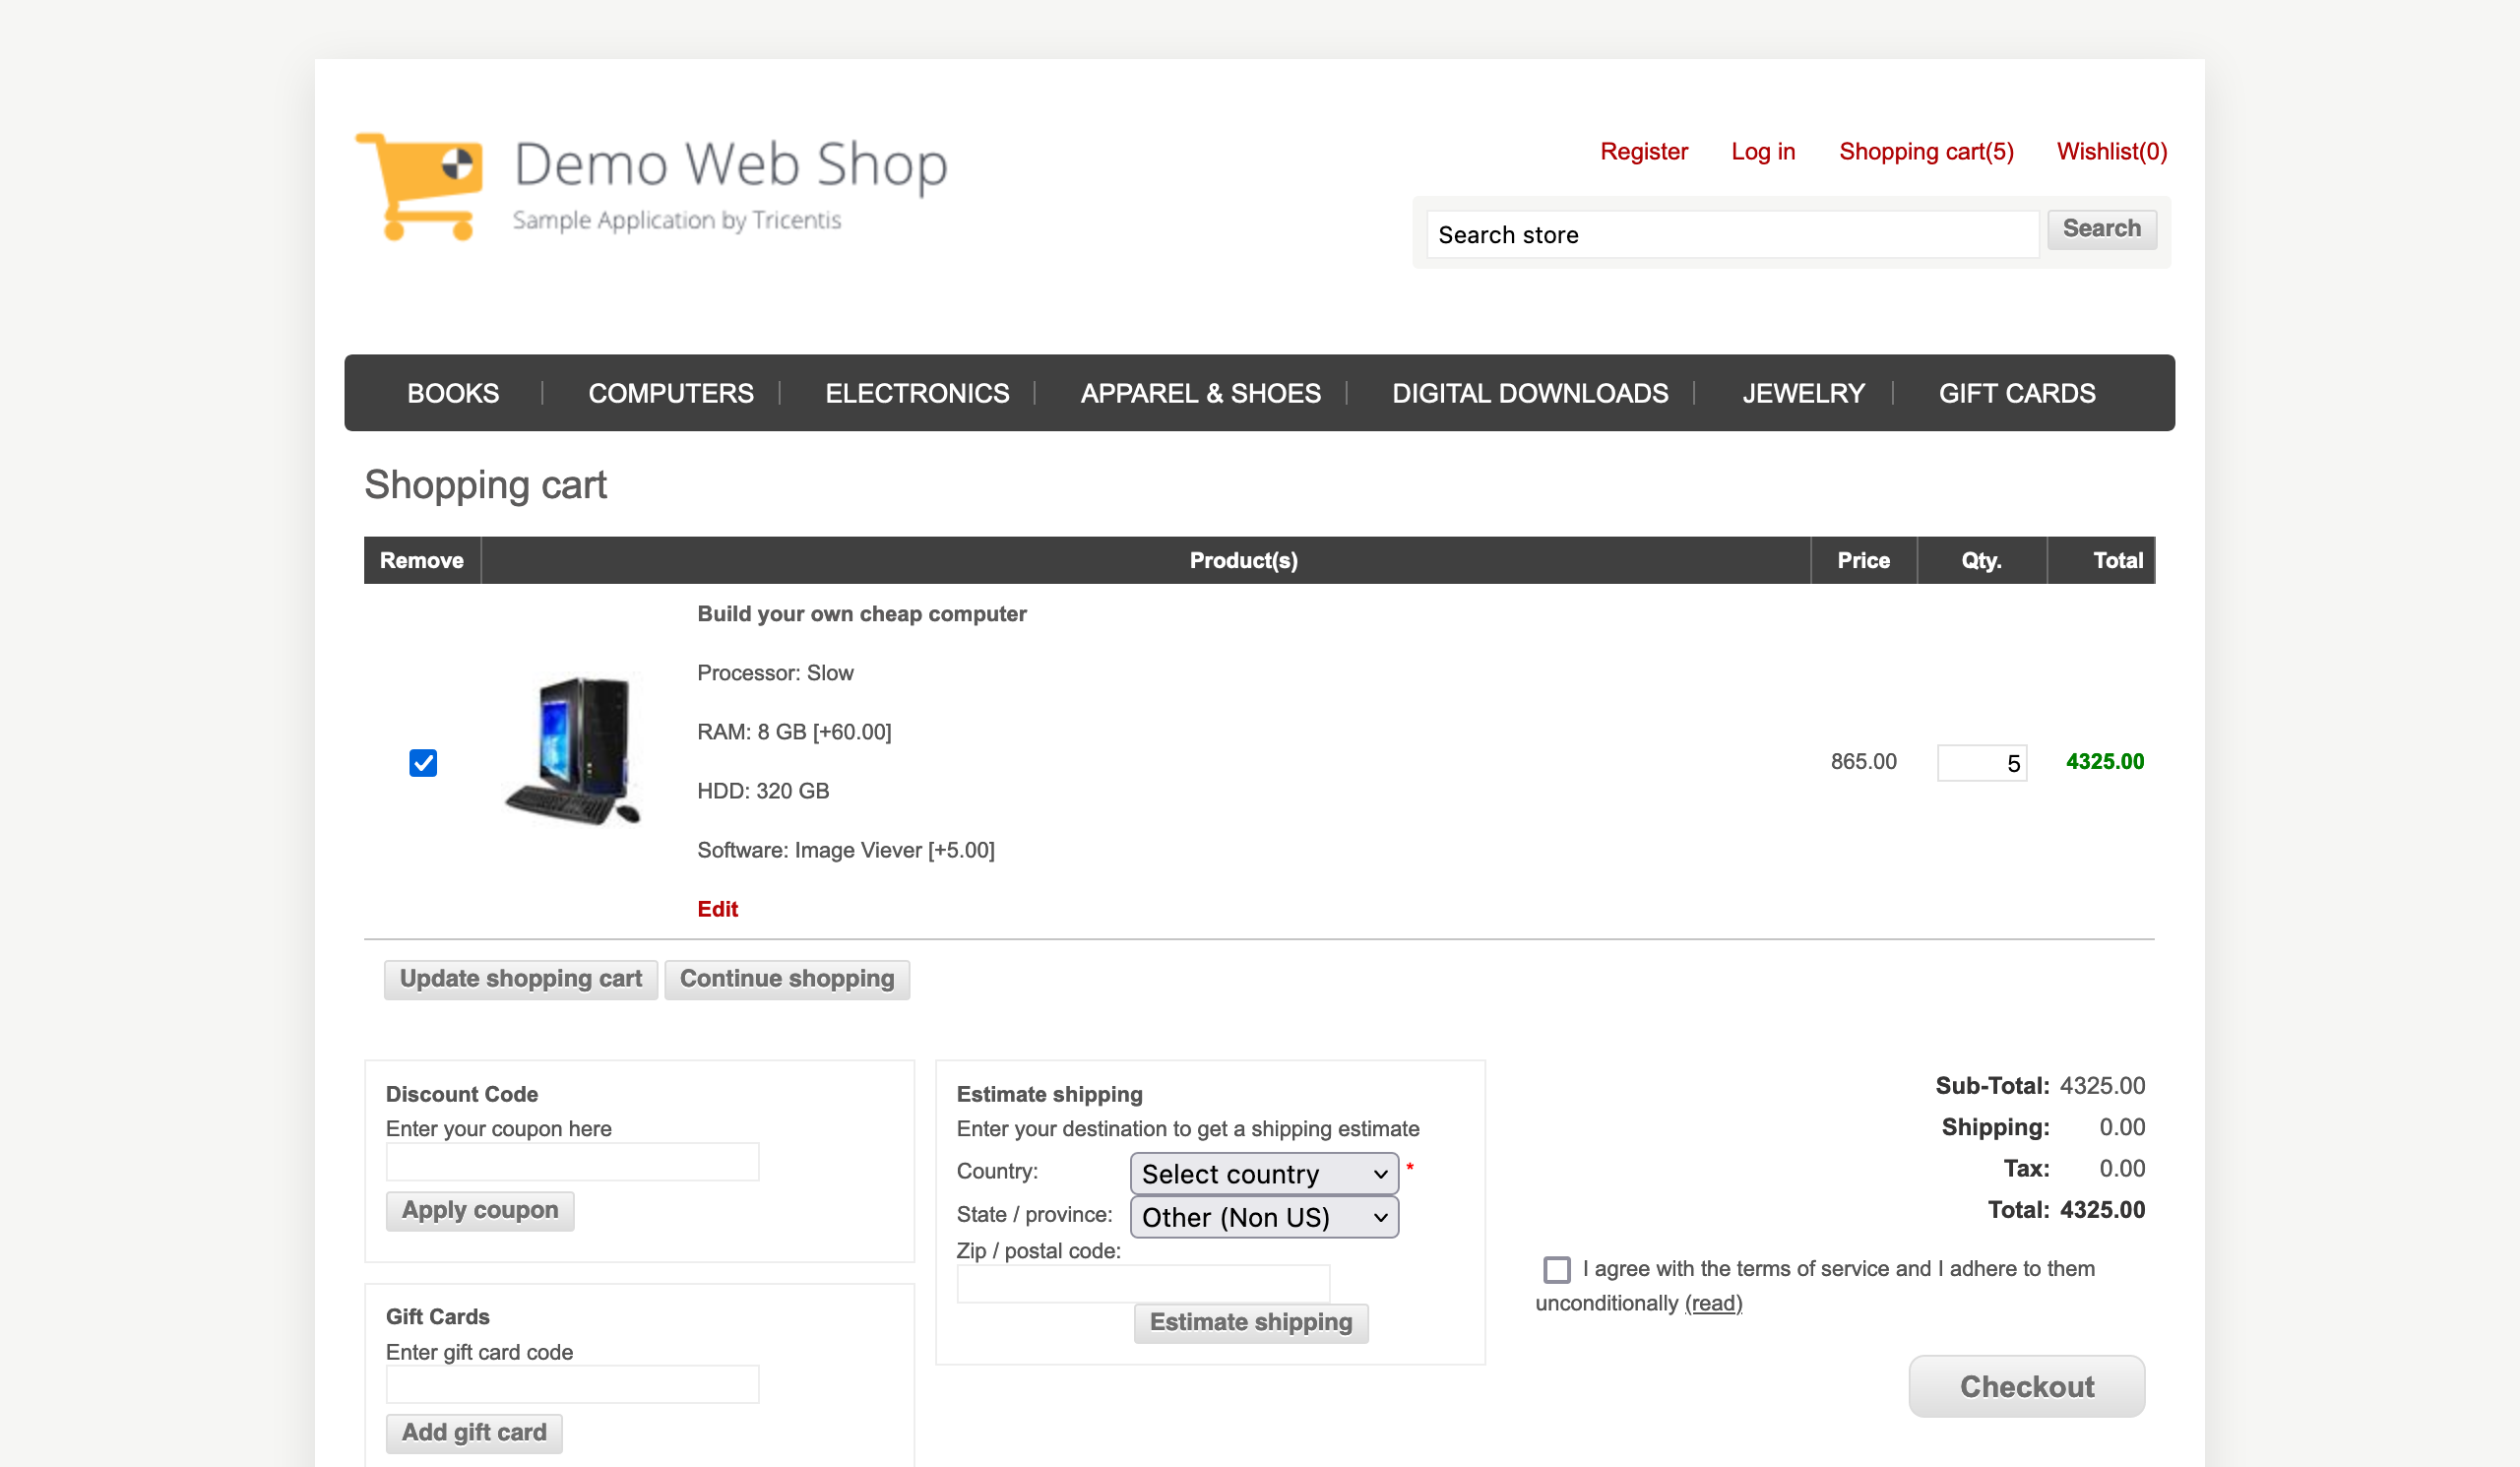 Demo Web Shop
Sample Application by Tricentis
Register Log in Shopping cart(5) Wishlist(0)
Search store Search
BOOKS COMPUTERS ELECTRONICS APPAREL & SHOES DIGITAL DOWNLOADS JEWELRY GIFT CARDS
Shopping cart
Remove Product(s) Price Qty. Total
Build your own cheap computer
Processor: Slow
RAM: 8 GB [+60.00]
865.00 5 4325.00
HDD: 320 GB
Software: Image Viever [+5.00]
Edit
Update shopping cart Continue shopping
Discount Code
Enter your coupon here
Apply coupon
Gift Cards
Enter gift card code
Add gift card
Estimate shipping
Enter your destination to get a shipping estimate
Country: Select country *
State / province: Other (Non US)
Zip / postal code:
Estimate shipping
Sub-Total: 4325.00
Shipping: 0.00
Tax: 0.00
Total: 4325.00
I agree with the terms of service and I adhere to them
unconditionally (read)
Checkout